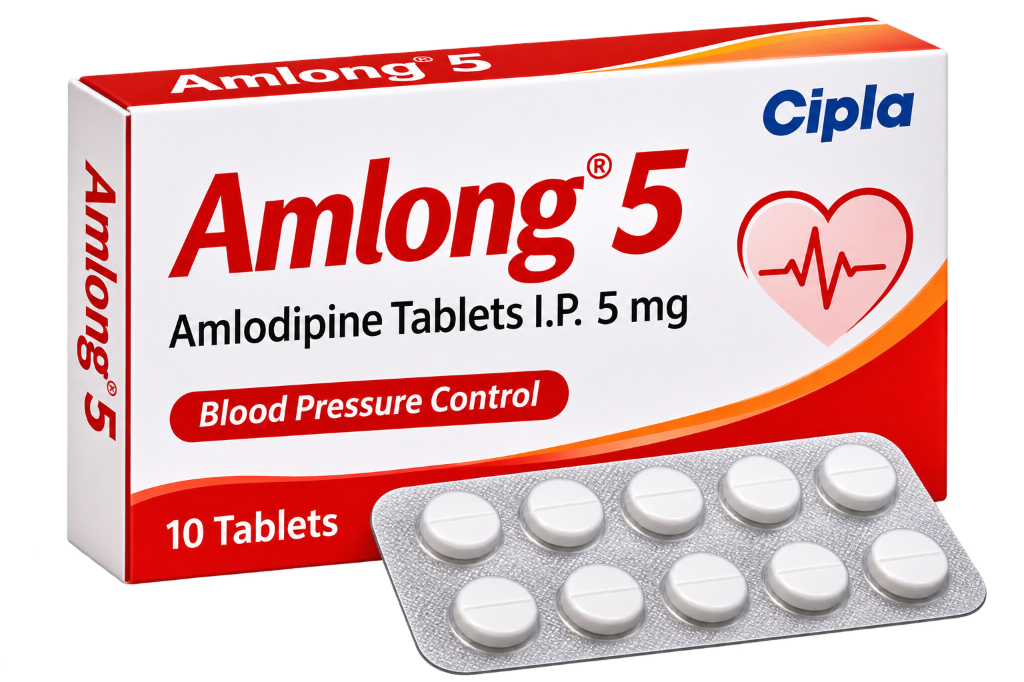 Amlong® 5
Cipla
Amlong® 5
Amlodipine Tablets I.P. 5 mg
Blood Pressure Control
10 Tablets
Amlong® 5